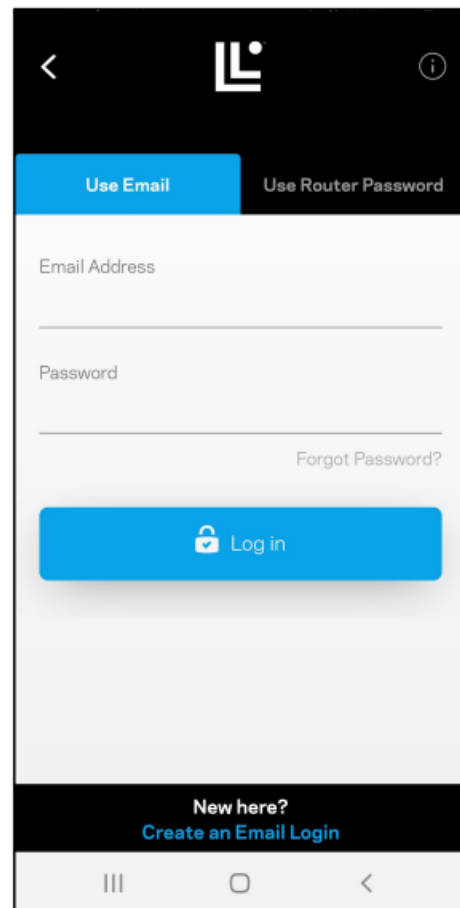 Use Email
Use Router Password
Email Address
Password
Forgot Password?
Log in
New here?
Create an Email Login